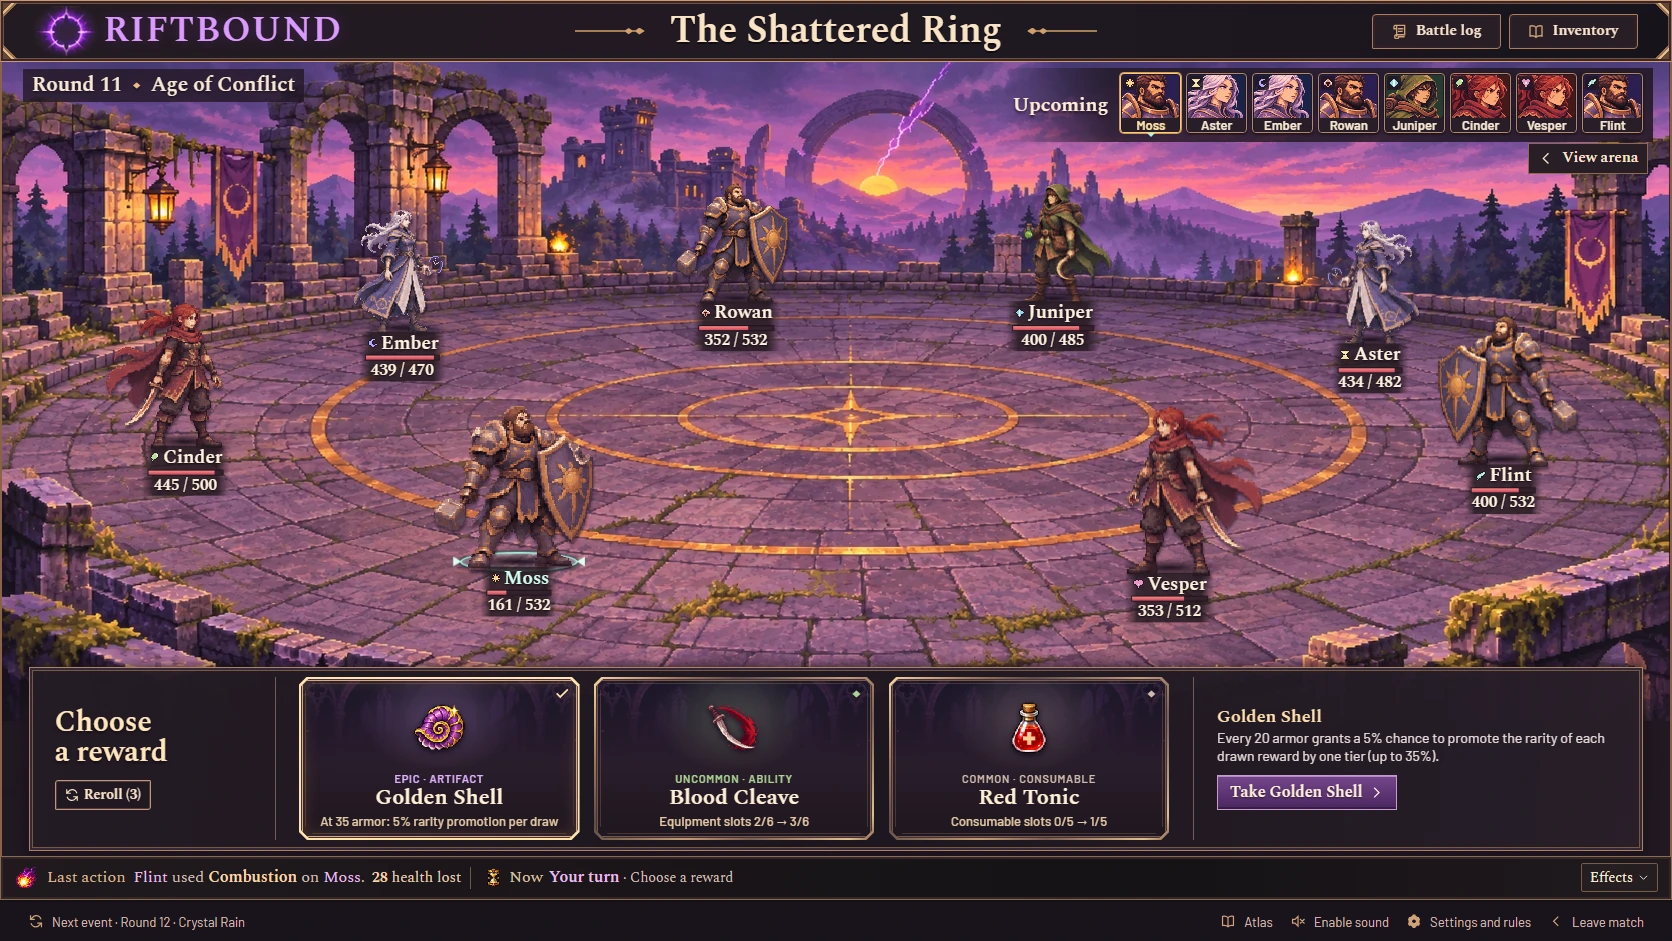 RIFTBOUND
The Shattered Ring
Battle log
Inventory
Round 11 ◆ Age of Conflict
Upcoming
Moss
Aster
Ember
Rowan
Juniper
Cinder
Vesper
Flint
View arena
Rowan
352 / 532
Juniper
400 / 485
Ember
439 / 470
Aster
434 / 482
Cinder
445 / 500
Flint
400 / 532
Moss
161 / 532
Vesper
353 / 512
Choose
a reward
Reroll (3)
EPIC · ARTIFACT
Golden Shell
At 35 armor: 5% rarity promotion per draw
UNCOMMON · ABILITY
Blood Cleave
Equipment slots 2/6 → 3/6
COMMON · CONSUMABLE
Red Tonic
Consumable slots 0/5 → 1/5
Golden Shell
Every 20 armor grants a 5% chance to promote the rarity of each
drawn reward by one tier (up to 35%).
Take Golden Shell
Last action Flint used Combustion on Moss. 28 health lost
Now Your turn · Choose a reward
Effects
Next event · Round 12 · Crystal Rain
Atlas
Enable sound
Settings and rules
Leave match